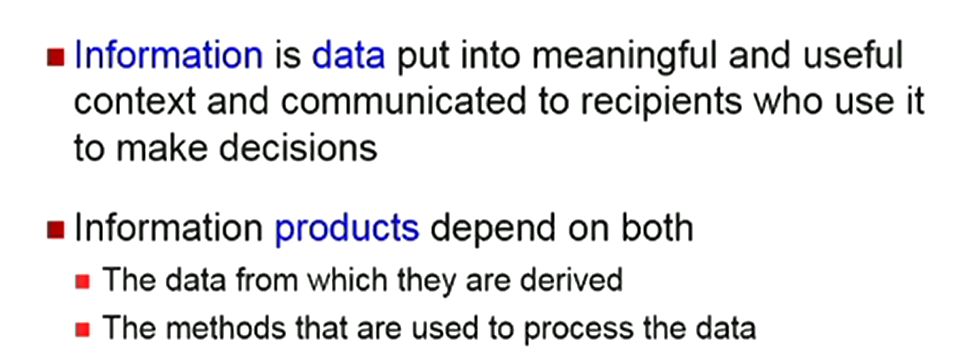 Information is data put into meaningful and useful
context and communicated to recipients who use it
to make decisions
Information products depend on both
The data from which they are derived
The methods that are used to process the data